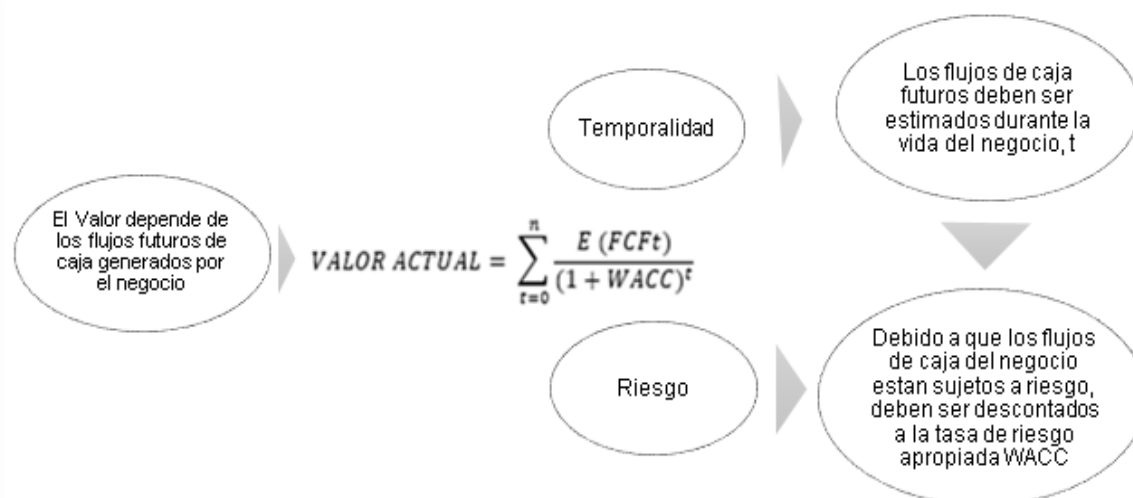 El Valor depende de
los flujos futuros de
caja generados por
el negocio
VALOR ACTUAL = \sum_{t=0}^{n} \frac{E (FCFt)}{(1 + WACC)^t}
Temporalidad
Los flujos de caja
futuros deben ser
estimados durante la
vida del negocio, t
Riesgo
Debido a que los flujos
de caja del negocio
estan sujetos a riesgo,
deben ser descontados
a la tasa de riesgo
apropiada WACC